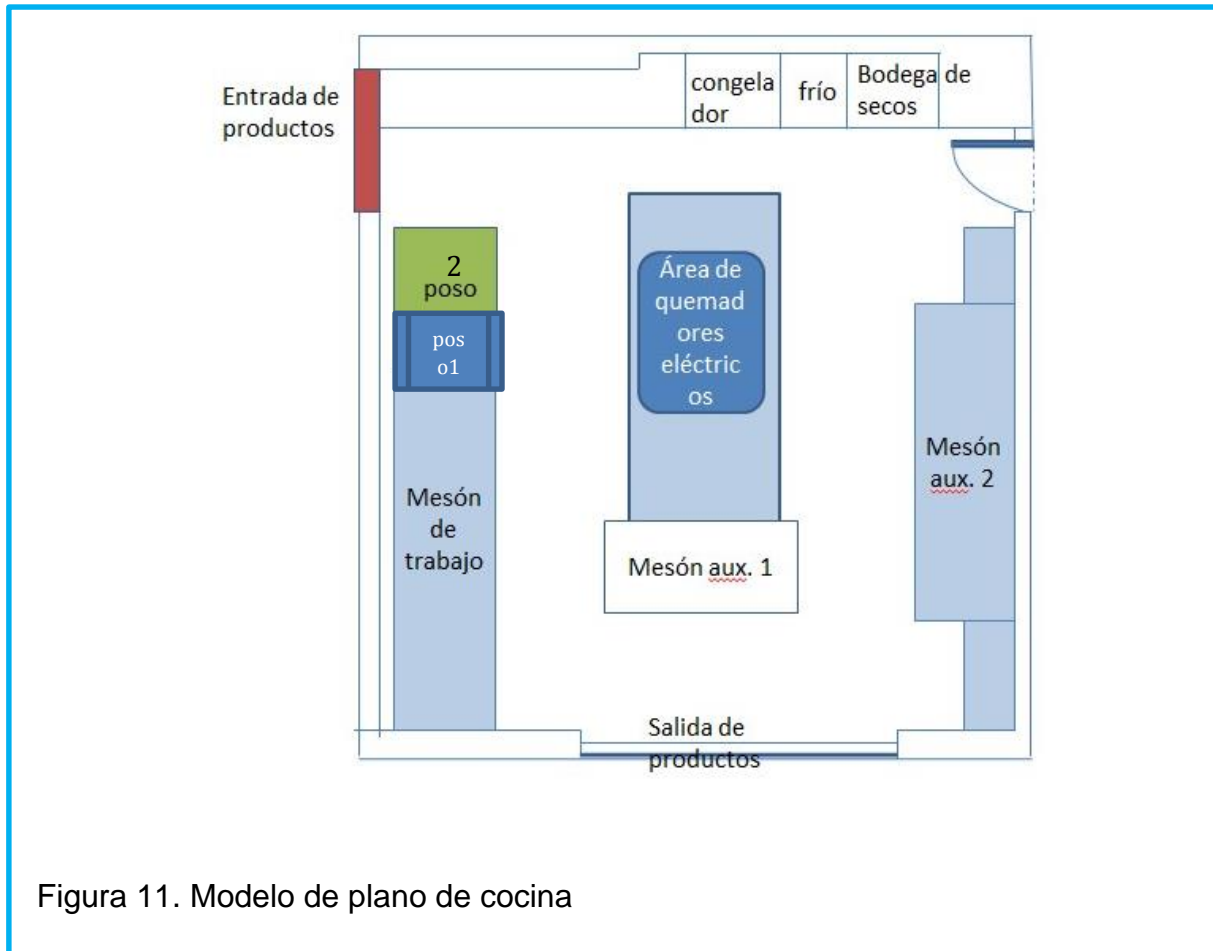 Entrada de
productos
congela
dor
frío
Bodega de
secos
2
poso
pos
o1
Mesón
de
trabajo
Área de
quemad
ores
eléctric
os
Mesón aux. 1
Mesón
aux. 2
Salida de
productos
Figura 11. Modelo de plano de cocina